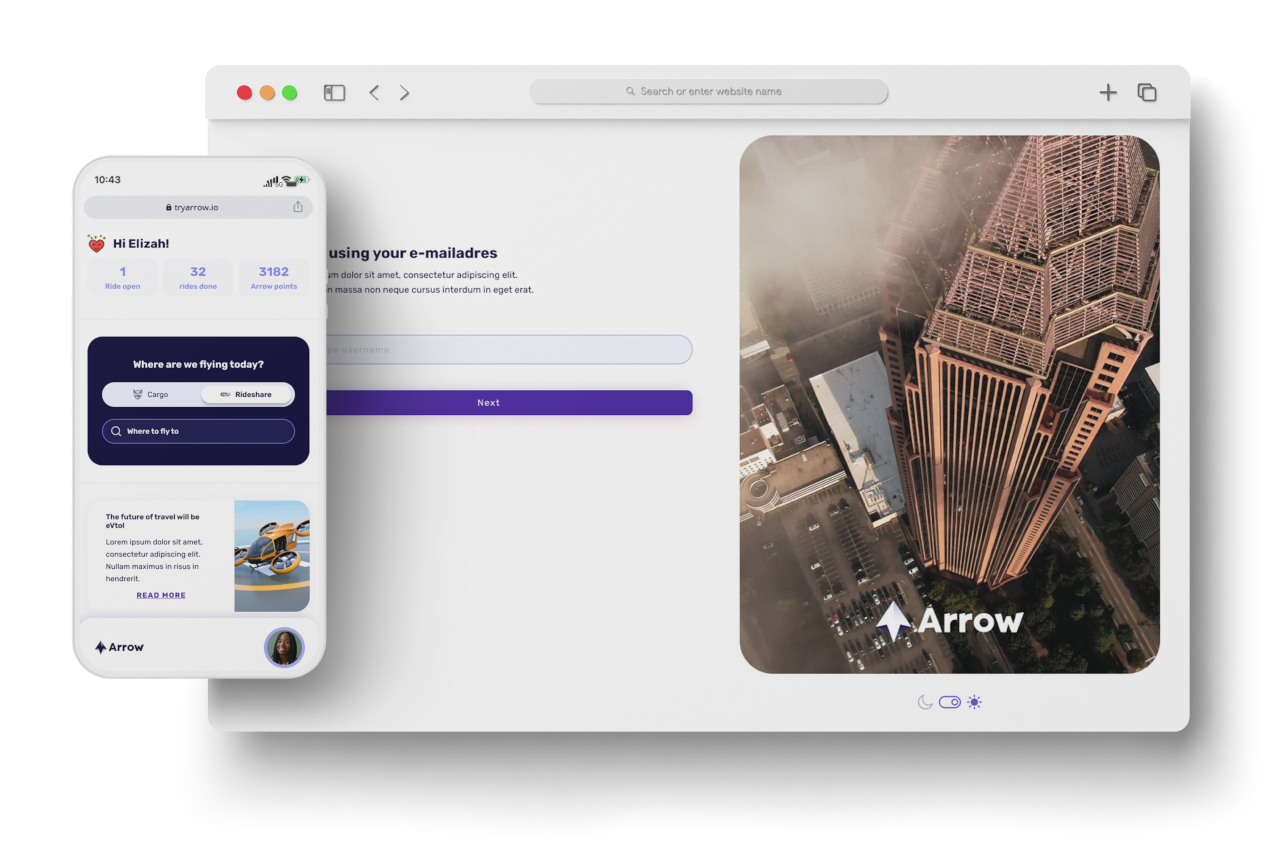 Search or enter website name
10:43
5G
tryarrow.io
Hi Elizah!
1
Ride open
32
rides done
3182
Arrow points
Where are we flying today?
Cargo
Rideshare
Where to fly to
The future of travel will be
eVtol
Lorem ipsum dolor sit amet,
consectetur adipiscing elit.
Nullam maximus in risus in
hendrerit.
READ MORE
Arrow
using your e-mailadres
dolor sit amet, consectetur adipiscing elit.
massa non neque cursus interdum in eget erat.
username
Next
Arrow